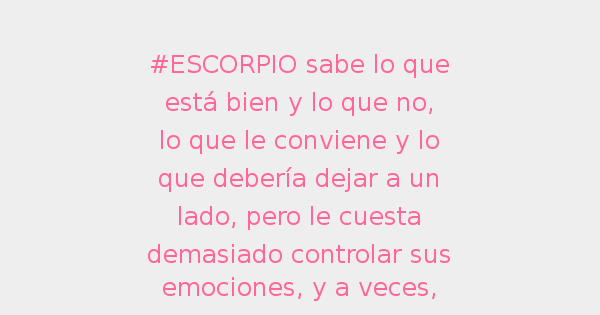 #ESCORPIO sabe lo que
está bien y lo que no,
lo que le conviene y lo
que debería dejar a un
lado, pero le cuesta
demasiado controlar sus
emociones, y a veces,